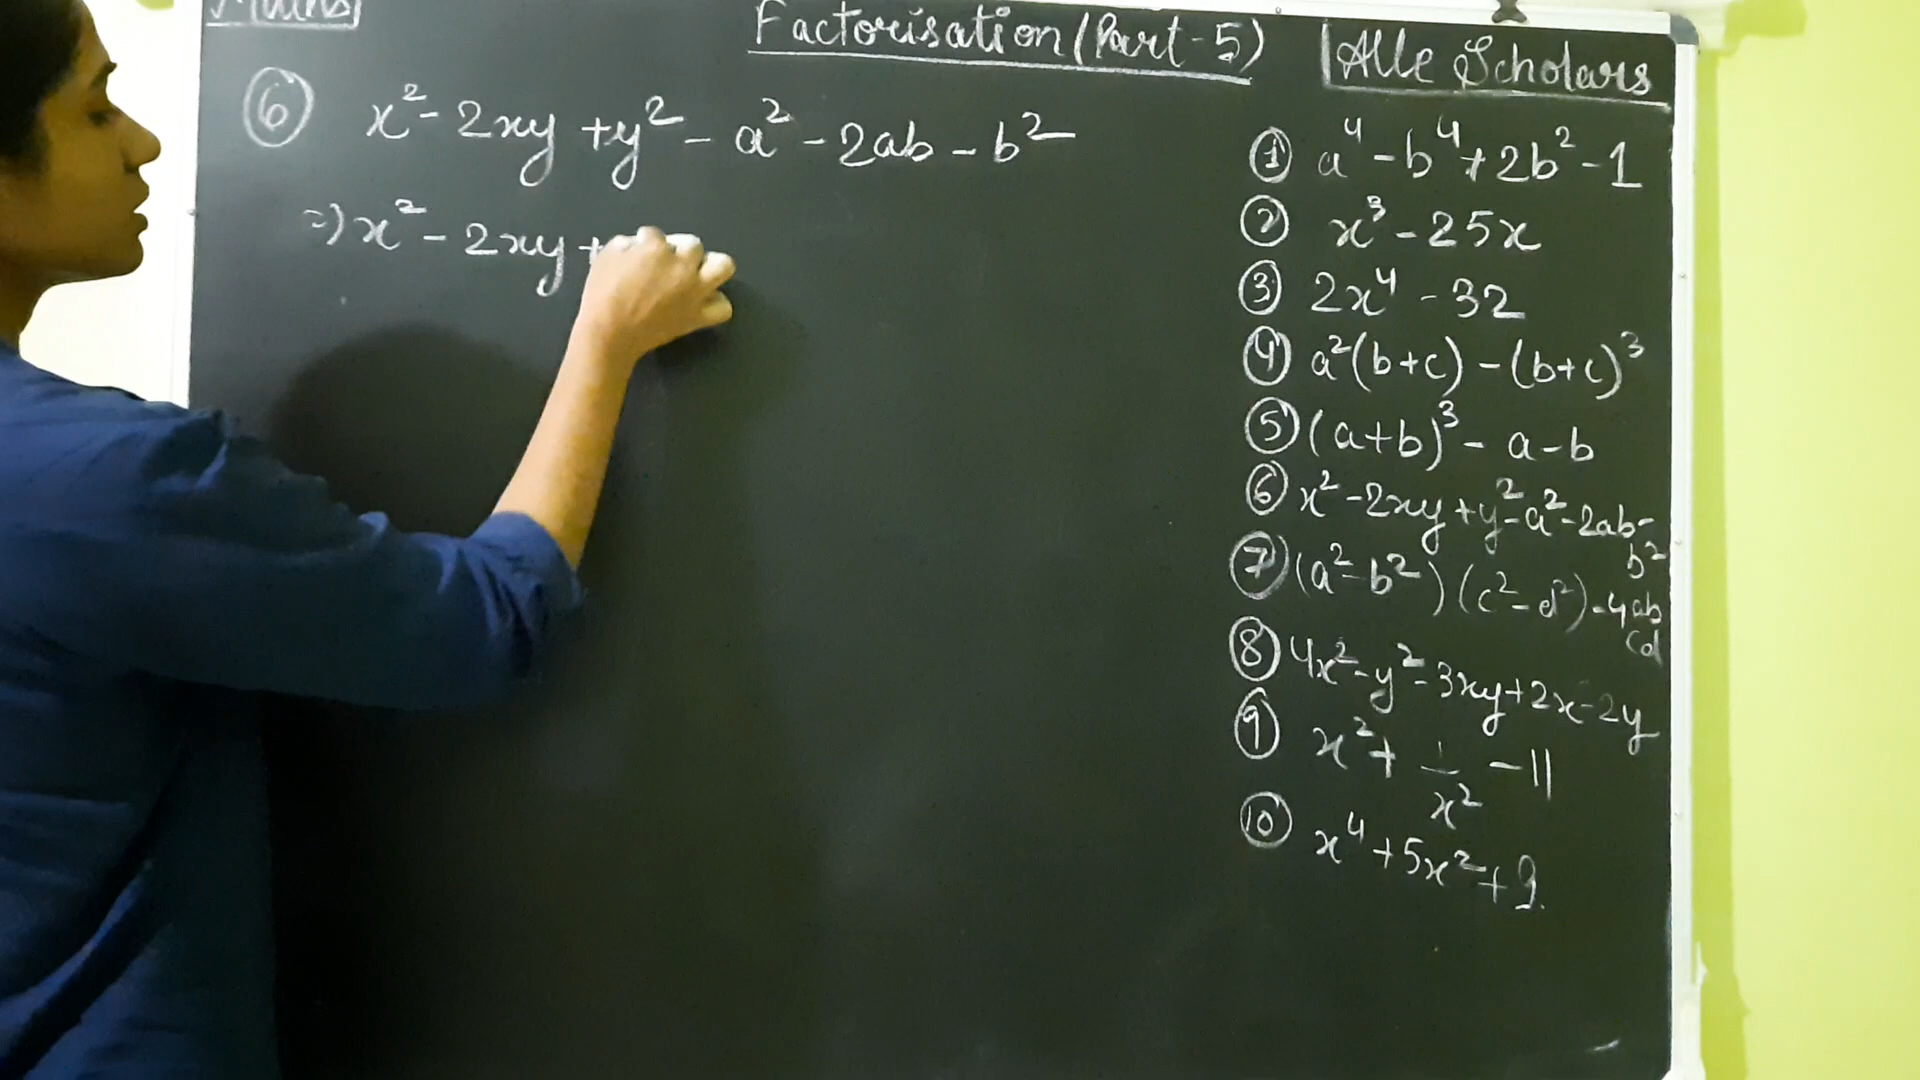 Maths
Factorisation (Part-5)
Alle Scholars
⑥ x² - 2xy + y² - a² - 2ab - b²
⇒ x² - 2xy +
① a⁴ - b⁴ + 2b² - 1
② x³ - 25x
③ 2x⁴ - 32
④ a²(b+c) - (b+c)³
⑤ (a+b)³ - a - b
⑥ x² - 2xy + y² - a² - 2ab -
b²
⑦ (a² - b²) (c² - d²) - 4ab
cd
⑧ 4x² - y² - 3xy + 2x - 2y
⑨ x² + 1/x² - 11
⑩ x⁴ + 5x² + 9